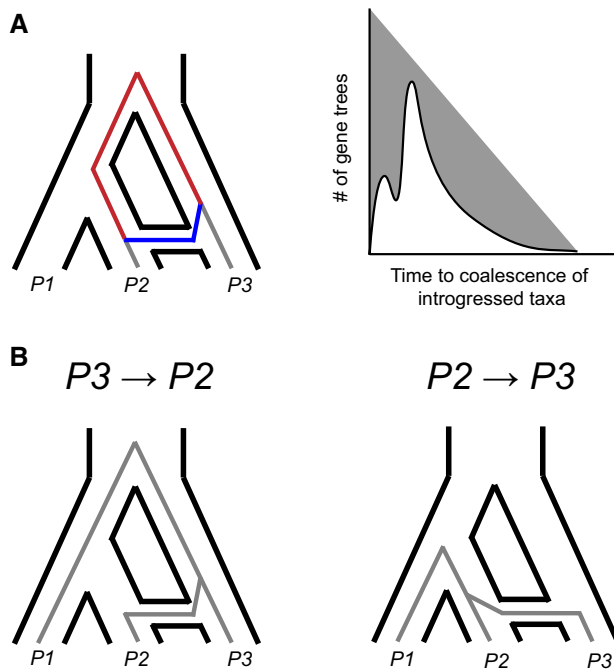 A
# of gene trees
P1
P2
P3
Time to coalescence of
introgressed taxa
B
P3 → P2
P2 → P3
P1
P2
P3
P1
P2
P3